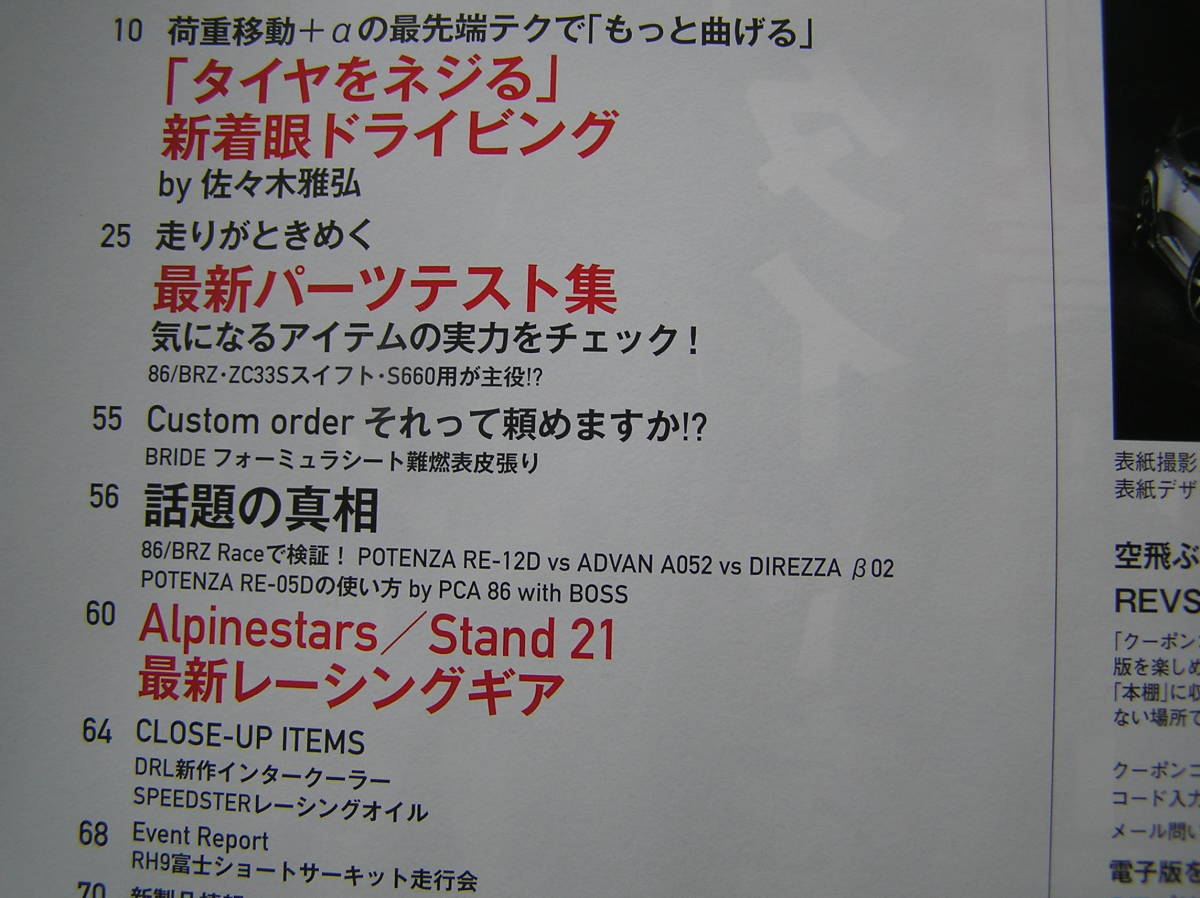 10 荷重移動＋αの最先端テクで「もっと曲げる」
「タイヤをネジる」
新着眼ドライビング
by 佐々木雅弘
25 走りがときめく
最新パーツテスト集
気になるアイテムの実力をチェック！
86/BRZ・ZC33Sスイフト・S660用が主役!?
55 Custom order それって頼めますか!?
BRIDE フォーミュラシート難燃表皮張り
56 話題の真相
86/BRZ Raceで検証！ POTENZA RE-12D vs ADVAN A052 vs DIREZZA β02
POTENZA RE-05Dの使い方 by PCA 86 with BOSS
60 Alpinestars／Stand 21
最新レーシングギア
64 CLOSE-UP ITEMS
DRL新作インタークーラー
SPEEDSTERレーシングオイル
68 Event Report
RH9富士ショートサーキット走行会
70 新製品情報
表紙撮影
表紙デザ
空飛ぶ
REVS
「クーポン
版を楽しめ
「本棚」に収
ない場所で
クーポンコ
コード入力
メール問い
電子版を